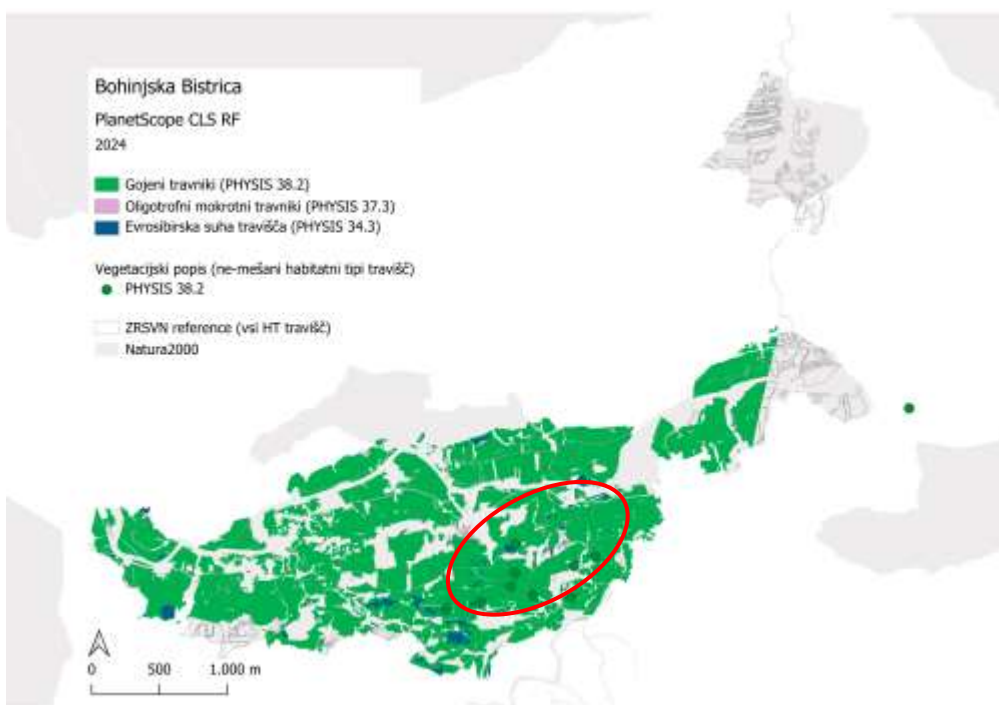 Bohinjska Bistrica
PlanetScope CLS RF
2024
Gojeni travniki (PHYSIS 38.2)
Oligotrofni mokrotni travniki (PHYSIS 37.3)
Evrosibirska suha travišča (PHYSIS 34.3)
Vegetacijski popis (ne-mešani habitatni tipi travišč)
PHYSIS 38.2
ZRSVN reference (vsi HT travišč)
Natura2000
0 500 1.000 m